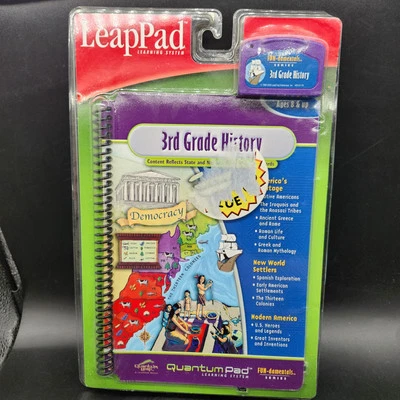 LeapPad
LEARNING SYSTEM
FUN-damentals
SERIES
3rd Grade History
Ages 8 & up
3rd Grade History
Content Reflects State and
Democracy
Native Americans
The Iroquois and
the Nootsal Tribes
Ancient Greece
and Rome
Roman Life
and Culture
Greek and
Roman Mythology
New World
Settlers
Spanish Exploration
Early American
Settlements
The Thirteen
Colonies
Modern America
U.S. Heroes
and Legends
Great Inventors
and Inventions
Quantum
QuantumPad
LEARNING SYSTEM
FUN-damentals
SERIES